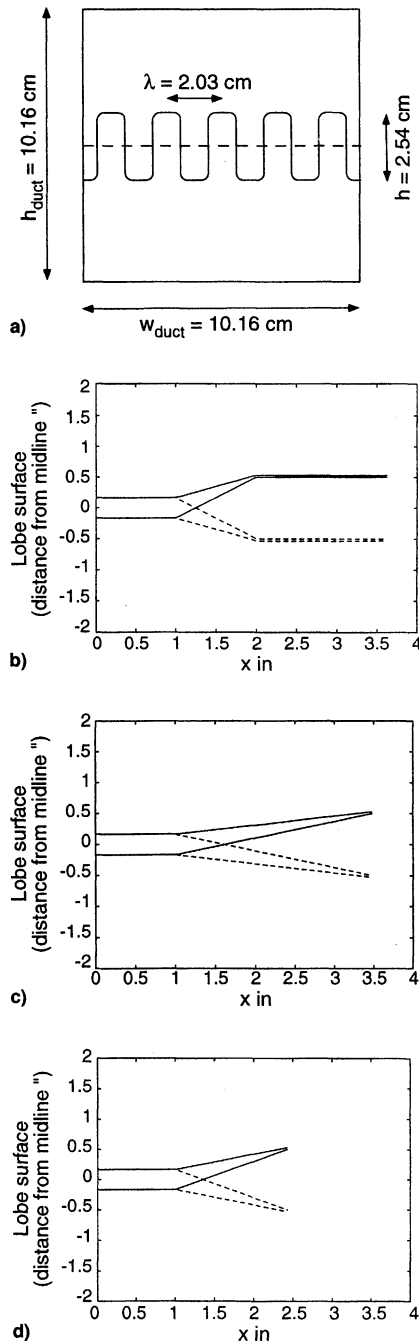 λ = 2.03 cm
h_duct = 10.16 cm
h = 2.54 cm
a)
w_duct = 10.16 cm
2
1.5
1
0.5
0
-0.5
-1
-1.5
-2
Lobe surface
(distance from midline ")
0 0.5 1 1.5 2 2.5 3 3.5 4
x in
b)
2
1.5
1
0.5
0
-0.5
-1
-1.5
-2
Lobe surface
(distance from midline ")
0 0.5 1 1.5 2 2.5 3 3.5 4
x in
c)
2
1.5
1
0.5
0
-0.5
-1
-1.5
-2
Lobe surface
(distance from midline ")
0 0.5 1 1.5 2 2.5 3 3.5 4
x in
d)